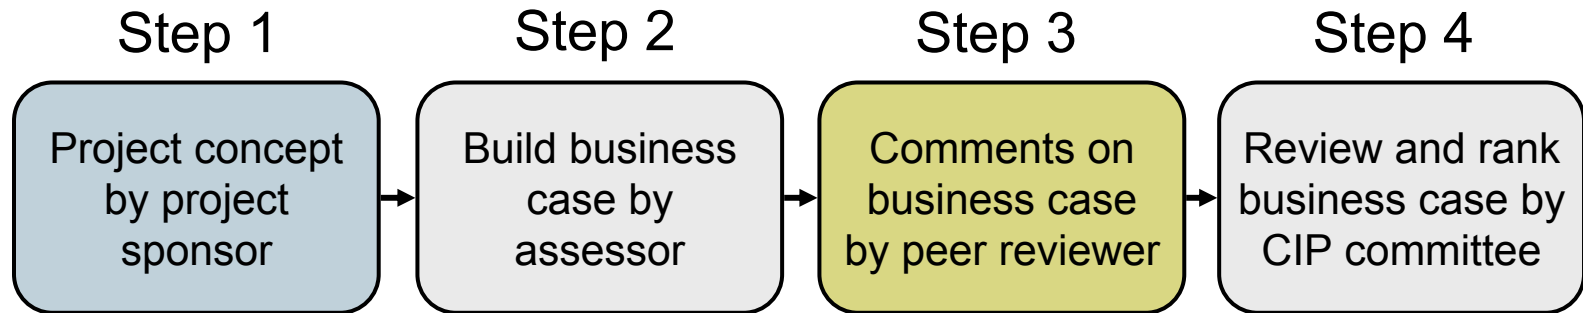 Step 1
Step 2
Step 3
Step 4
Project concept
by project
sponsor
Build business
case by
assessor
Comments on
business case
by peer reviewer
Review and rank
business case by
CIP committee